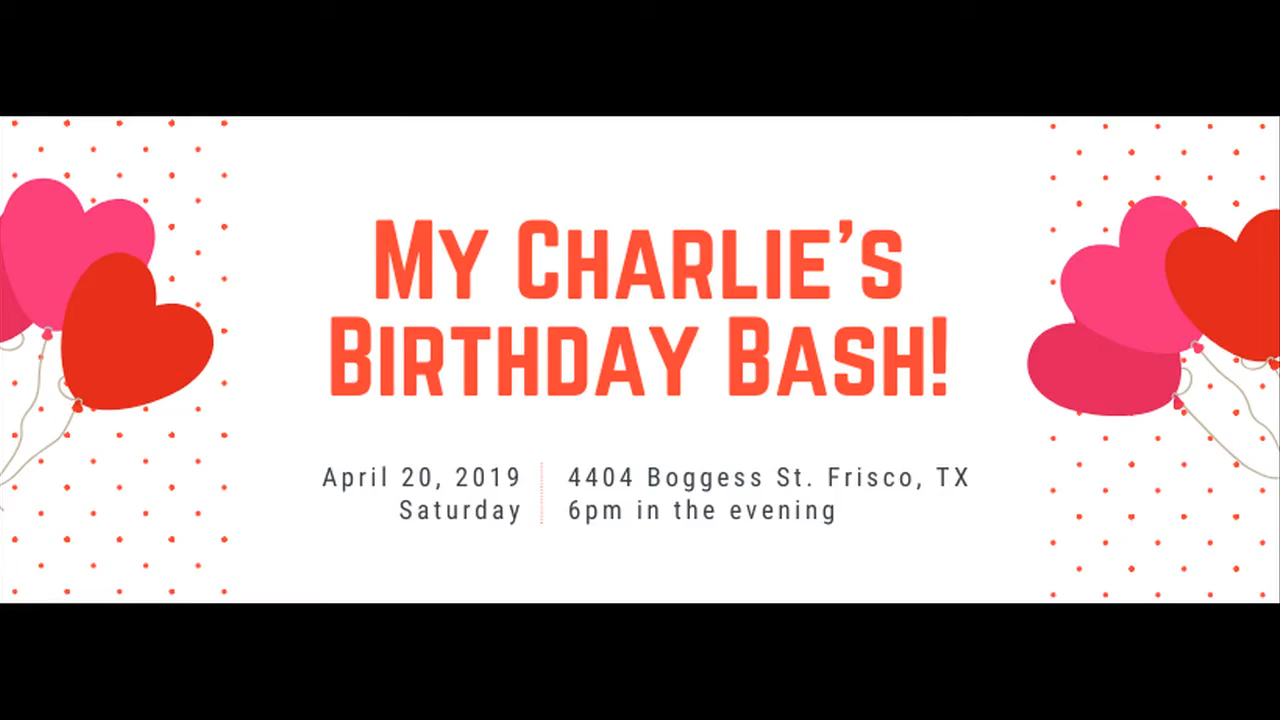 My Charlie's
Birthday Bash!
April 20, 2019
Saturday
4404 Boggess St. Frisco, TX
6pm in the evening